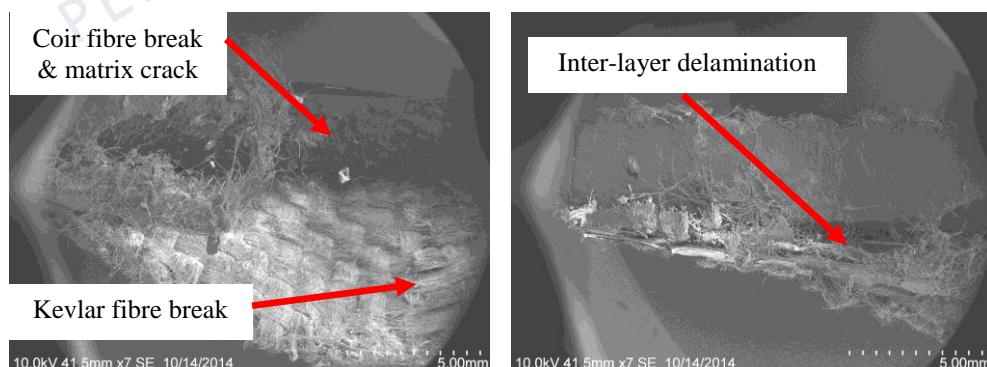 Coir fibre break
& matrix crack
Kevlar fibre break
10.0kV 41.5mm x7 SE 10/14/2014
5.00mm
Inter-layer delamination
10.0kV 41.5mm x7 SE 10/14/2014
5.00mm